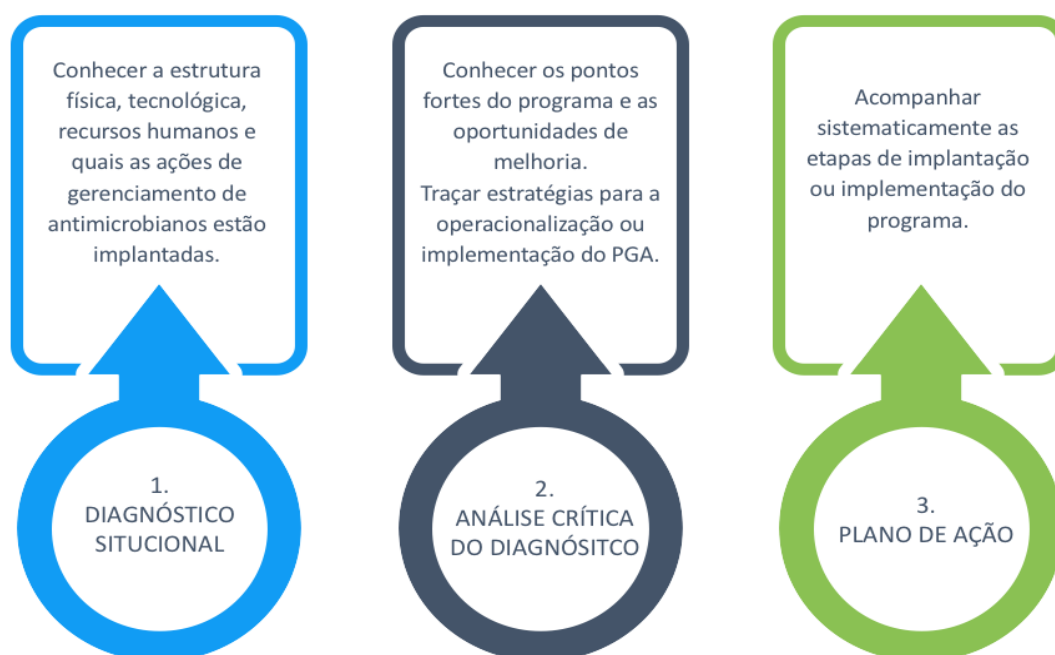 Conhecer a estrutura
física, tecnológica,
recursos humanos e
quais as ações de
gerenciamento de
antimicrobianos estão
implantadas.
1.
DIAGNÓSTICO
SITUCIONAL
Conhecer os pontos
fortes do programa e as
oportunidades de
melhoria.
Traçar estratégias para a
operacionalização ou
implementação do PGA.
2.
ANÁLISE CRÍTICA
DO DIAGNÓSITCO
Acompanhar
sistematicamente as
etapas de implantação
ou implementação do
programa.
3.
PLANO DE AÇÃO